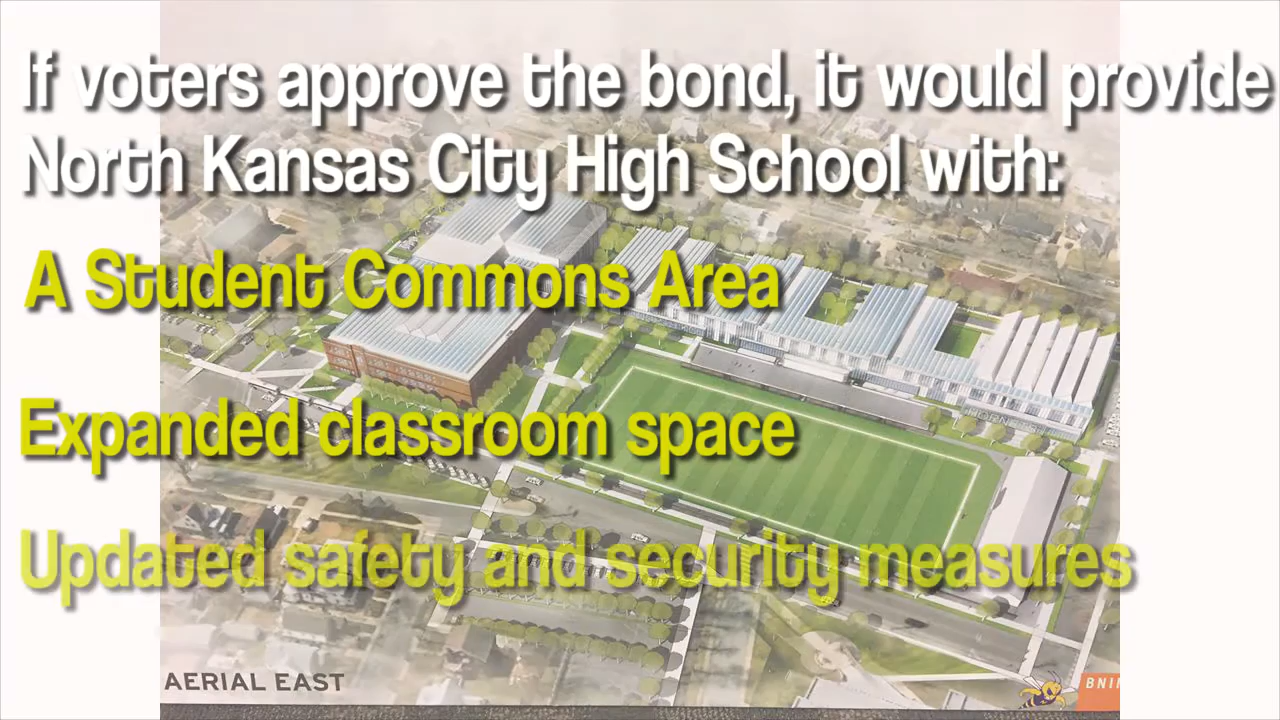 If voters approve the bond, it would provide
North Kansas City High School with:
A Student Commons Area
Expanded classroom space
Updated safety and security measures
AERIAL EAST